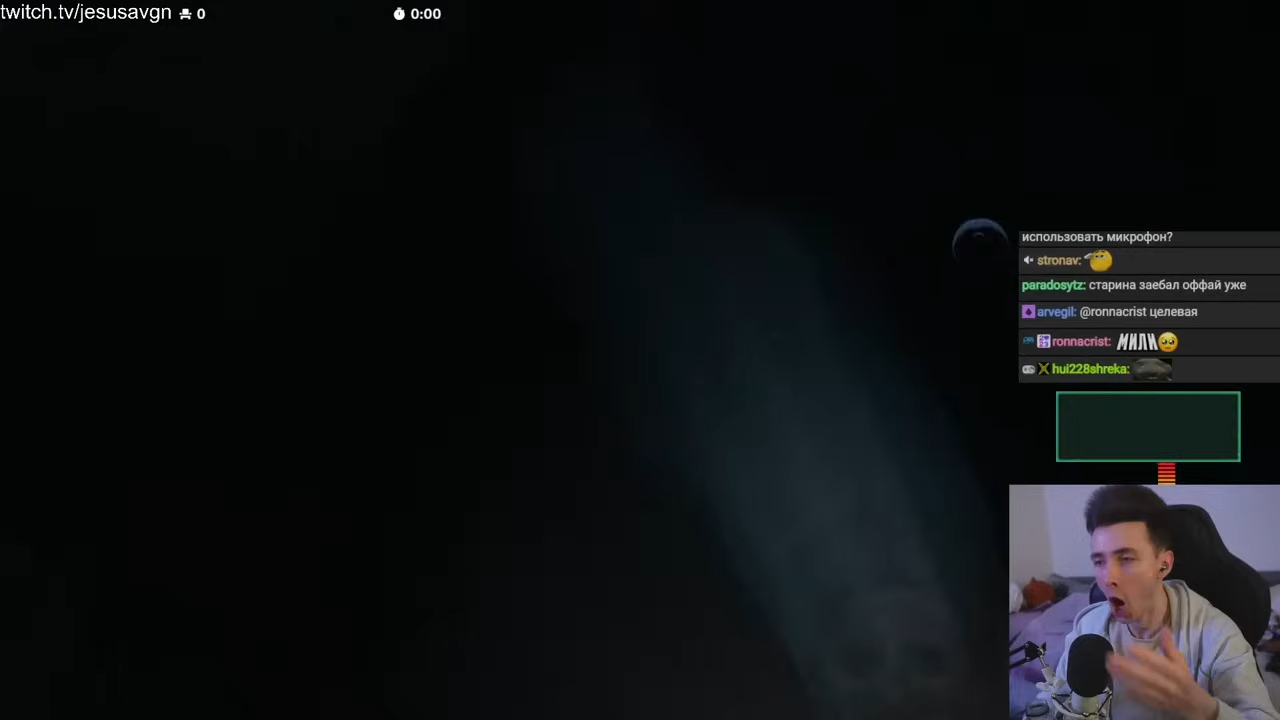 twitch.tv/jesusavgn 0
0:00
использовать микрофон?
stronav:
paradosytz: старина заебал оффай уже
arvegil: @ronnacrist целевая
ronnacrist: МИЛИ
hui228shreka: